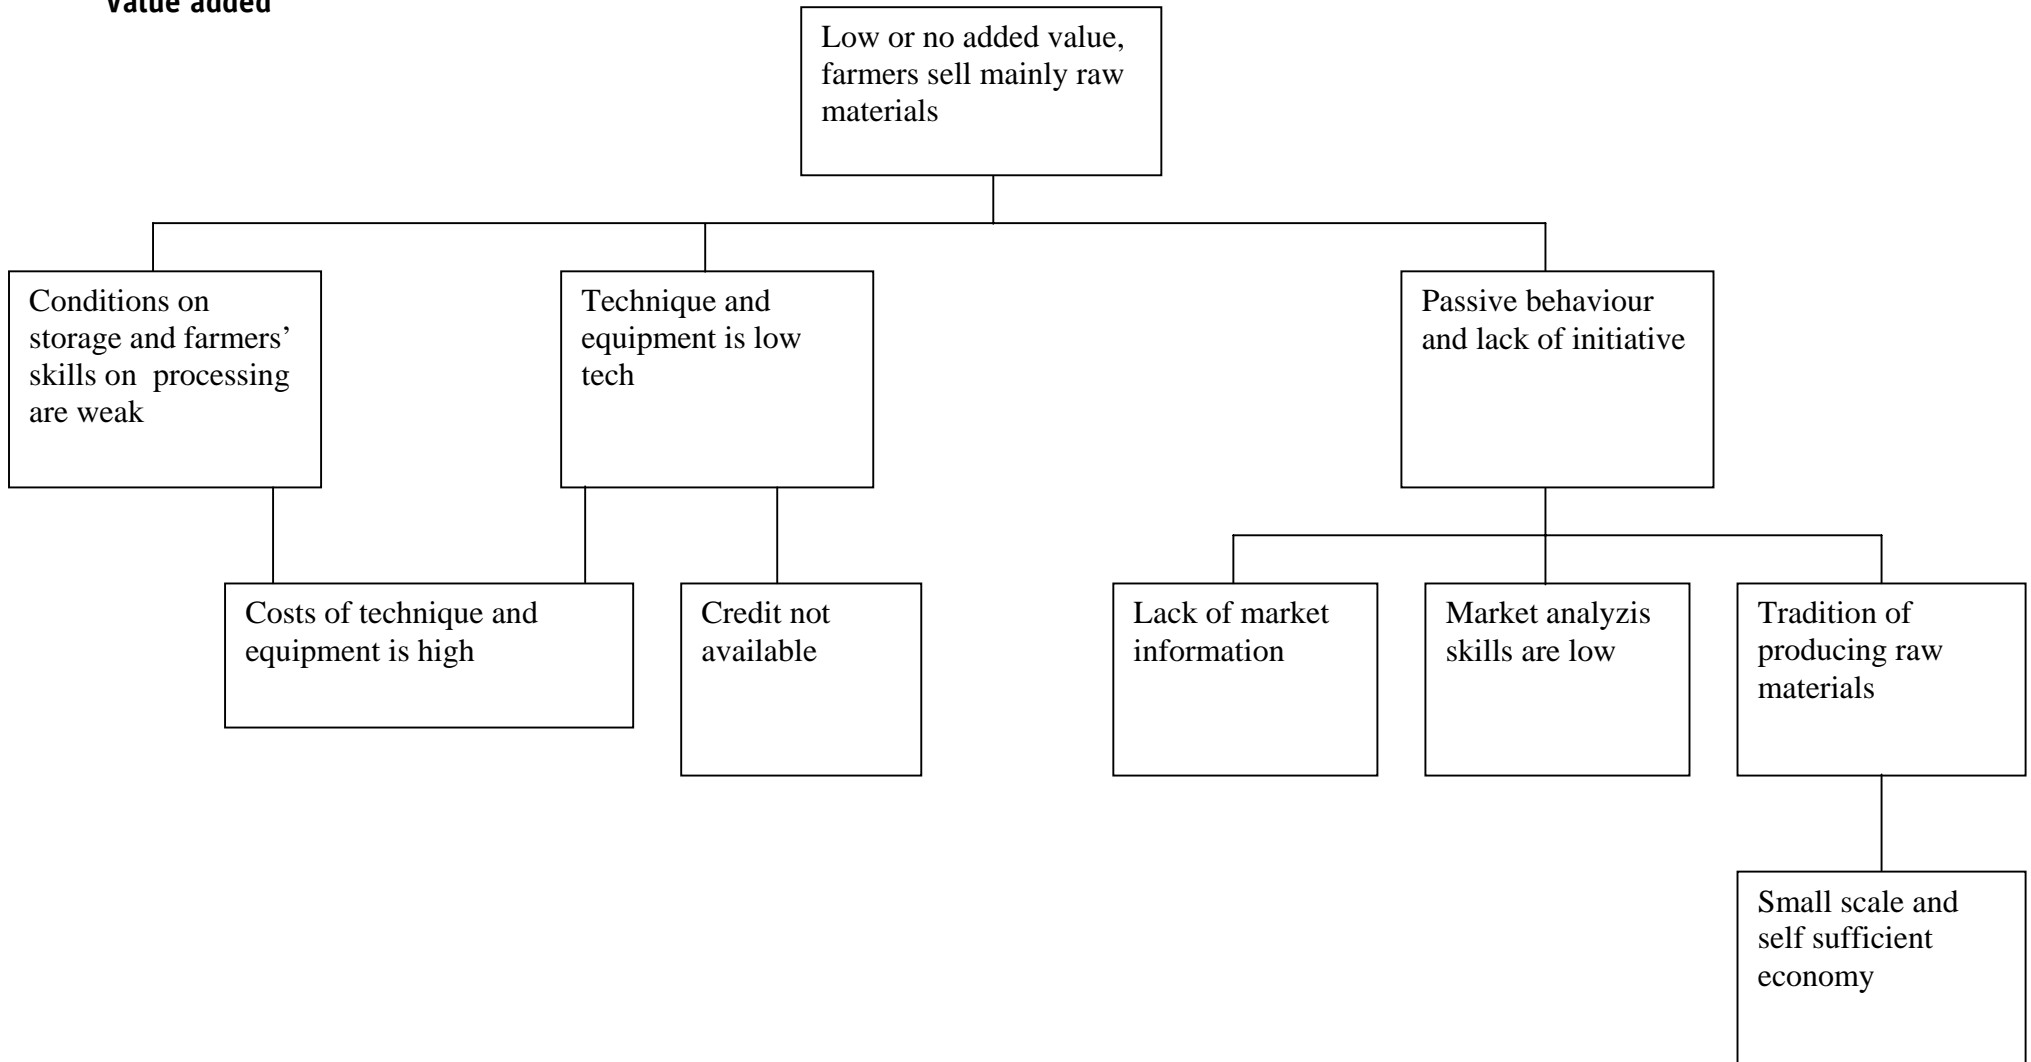 Value added
Low or no added value,
farmers sell mainly raw
materials
Conditions on
storage and farmers’
skills on processing
are weak
Technique and
equipment is low
tech
Passive behaviour
and lack of initiative
Costs of technique and
equipment is high
Credit not
available
Lack of market
information
Market analyzis
skills are low
Tradition of
producing raw
materials
Small scale and
self sufficient
economy